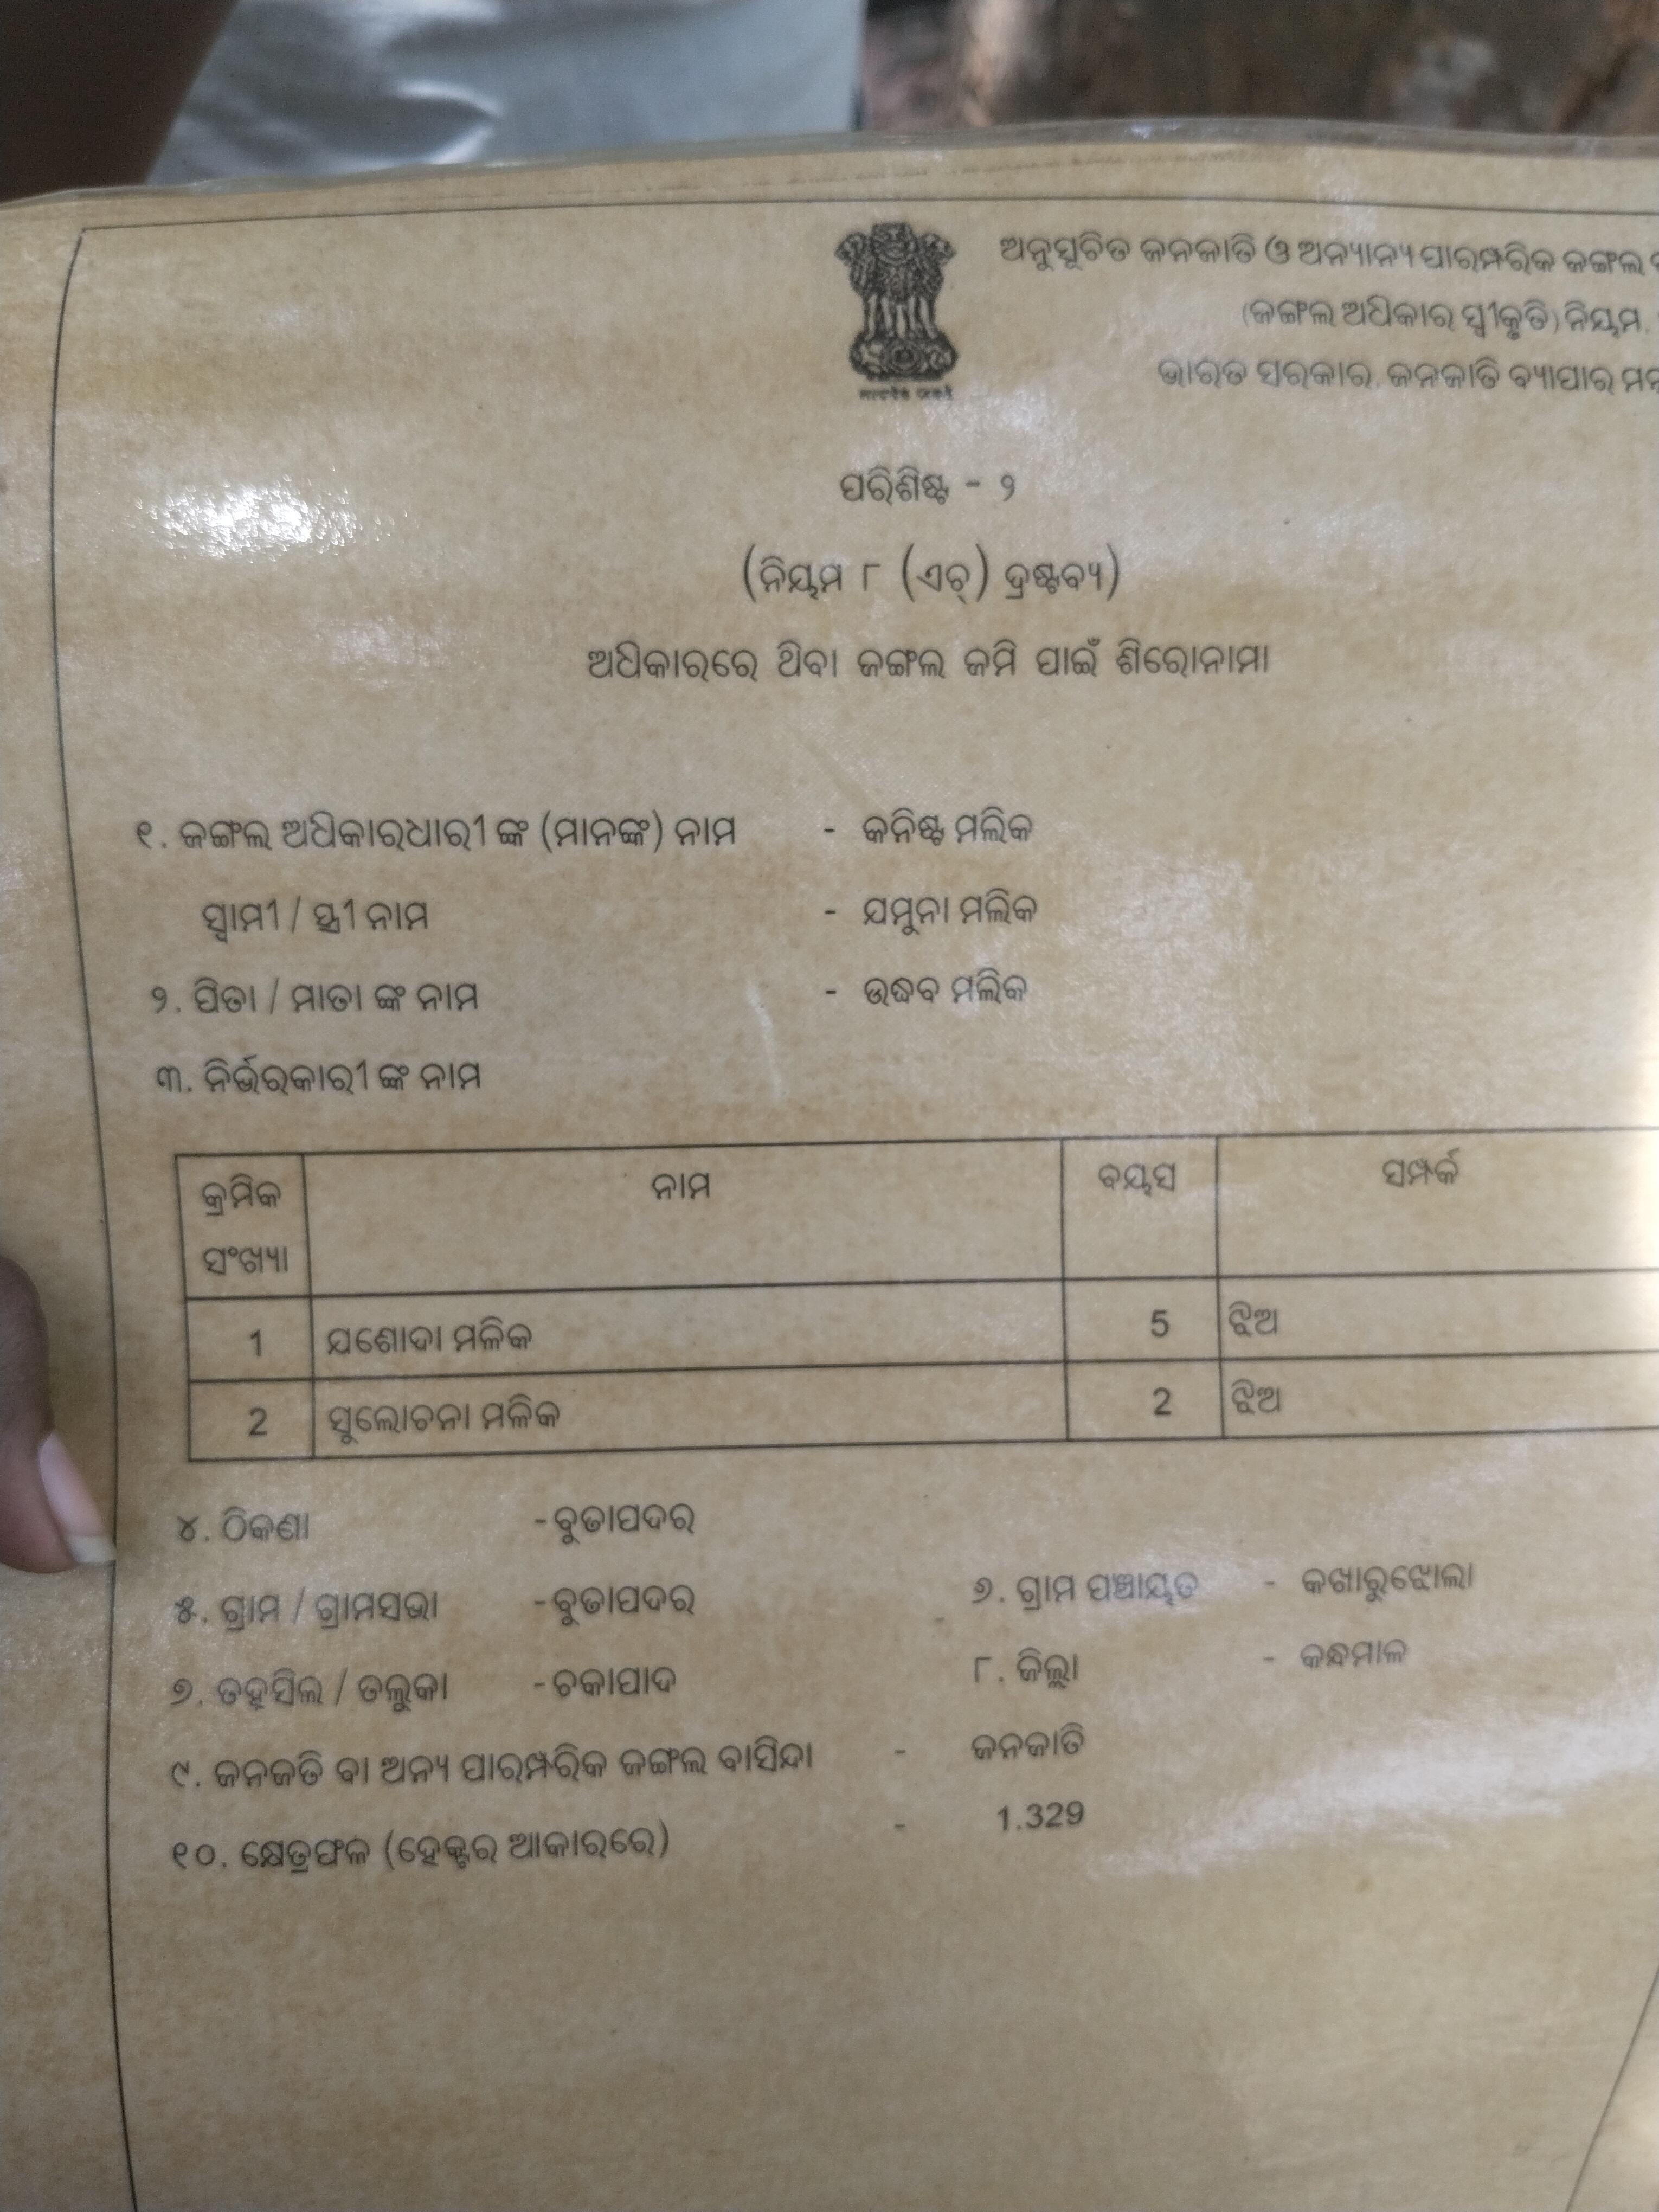 ଅନୁସୂଚିତ ଜନଜାତି ଓ ଅନ୍ୟାନ୍ୟ ପାରମ୍ପରିକ ଜଙ୍ଗଲ
(ଜଙ୍ଗଲ ଅଧିକାର ସ୍ୱୀକୃତି) ନିୟମ,
ଭାରତ ସରକାର, ଜନଜାତି ବ୍ୟାପାର
ପରିଶିଷ୍ଟ - ୨
(ନିୟମ ୮ (ଏଚ୍) ଦ୍ରଷ୍ଟବ୍ୟ)
ଅଧିକାରରେ ଥିବା ଜଙ୍ଗଲ ଜମି ପାଇଁ ଶିରୋନାମା
୧. ଜଙ୍ଗଲ ଅଧିକାରଧାରୀ ଙ୍କ (ମାନଙ୍କ) ନାମ - କନିଷ୍ଟ ମଲିକ
ସ୍ୱାମୀ / ସ୍ତ୍ରୀ ନାମ - ଯମୁନା ମଲିକ
୨. ପିତା / ମାତା ଙ୍କ ନାମ - ଉଦ୍ଧବ ମଲିକ
୩. ନିର୍ଭରକାରୀ ଙ୍କ ନାମ
କ୍ରମିକ ସଂଖ୍ୟା ନାମ ବୟସ ସମ୍ପର୍କ
1 ଯଶୋଦା ମଳିକ 5 ଝିଅ
2 ସୁଲୋଚନା ମଳିକ 2 ଝିଅ
୪. ଠିକଣା - ବୁତାପଦର
୫. ଗ୍ରାମ / ଗ୍ରାମସଭା - ବୁତାପଦର ୬. ଗ୍ରାମ ପଞ୍ଚାୟତ - କଖାରୁଝୋଲା
୭. ତହସିଲ / ତଲୁକା - ଚକାପାଦ ୮. ଜିଲ୍ଲା - କନ୍ଧମାଳ
୯. ଜନଜତି ବା ଅନ୍ୟ ପାରମ୍ପରିକ ଜଙ୍ଗଲ ବାସିନ୍ଦା - ଜନଜାତି
୧୦. କ୍ଷେତ୍ରଫଳ (ହେକ୍ଟର ଆକାରରେ) - 1.329